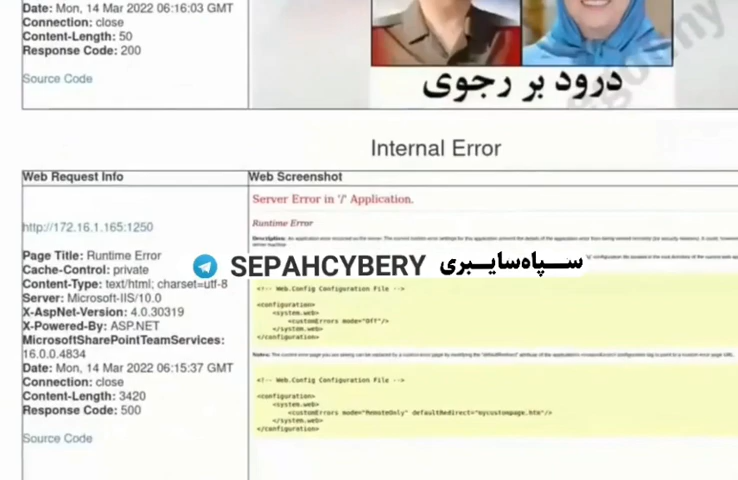 Date: Mon, 14 Mar 2022 06:16:03 GMT
Connection: close
Content-Length: 50
Response Code: 200
Source Code
درود بر رجوی
Internal Error
Web Request Info
Web Screenshot
http://172.16.1.165:1250
Page Title: Runtime Error
Cache-Control: private
Content-Type: text/html; charset=utf-8
Server: Microsoft-IIS/10.0
X-AspNet-Version: 4.0.30319
X-Powered-By: ASP.NET
MicrosoftSharePointTeamServices:
16.0.0.4834
Date: Mon, 14 Mar 2022 06:15:37 GMT
Connection: close
Content-Length: 3420
Response Code: 500
Source Code
Server Error in '/' Application.
Runtime Error
SEPAHCYBERY سپاه‌سایبری
<!-- Web.Config Configuration File -->
<configuration>
<system.web>
<customErrors mode="Off"/>
</system.web>
</configuration>
<!-- Web.Config Configuration File -->
<configuration>
<system.web>
<customErrors mode="RemoteOnly" defaultRedirect="mycustompage.htm"/>
</system.web>
</configuration>